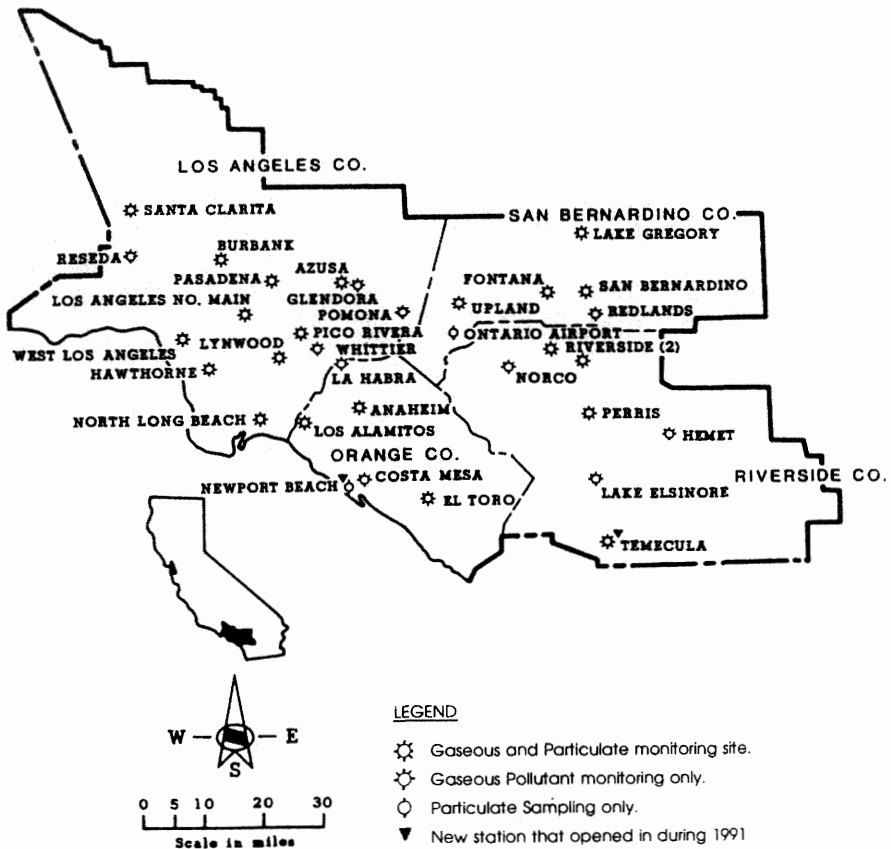 LOS ANGELES CO.
SANTA CLARITA
SAN BERNARDINO CO.
LAKE GREGORY
RESEDA
BURBANK
PASADENA
AZUSA
FONTANA
SAN BERNARDINO
LOS ANGELES NO. MAIN
GLENDORA
POMONA
UPLAND
REDLANDS
PICO RIVERA
ONTARIO AIRPORT
WEST LOS ANGELES
LYNWOOD
WHITTIER
RIVERSIDE (2)
HAWTHORNE
LA HABRA
NORCO
NORTH LONG BEACH
ANAHEIM
PERRIS
LOS ALAMITOS
HEMET
ORANGE CO.
COSTA MESA
RIVERSIDE CO.
NEWPORT BEACH
EL TORO
LAKE ELSINORE
TEMECULA
W E
S
LEGEND
Gaseous and Particulate monitoring site.
Gaseous Pollutant monitoring only.
Particulate Sampling only.
New station that opened in during 1991
0 5 10 20 30
Scale in miles